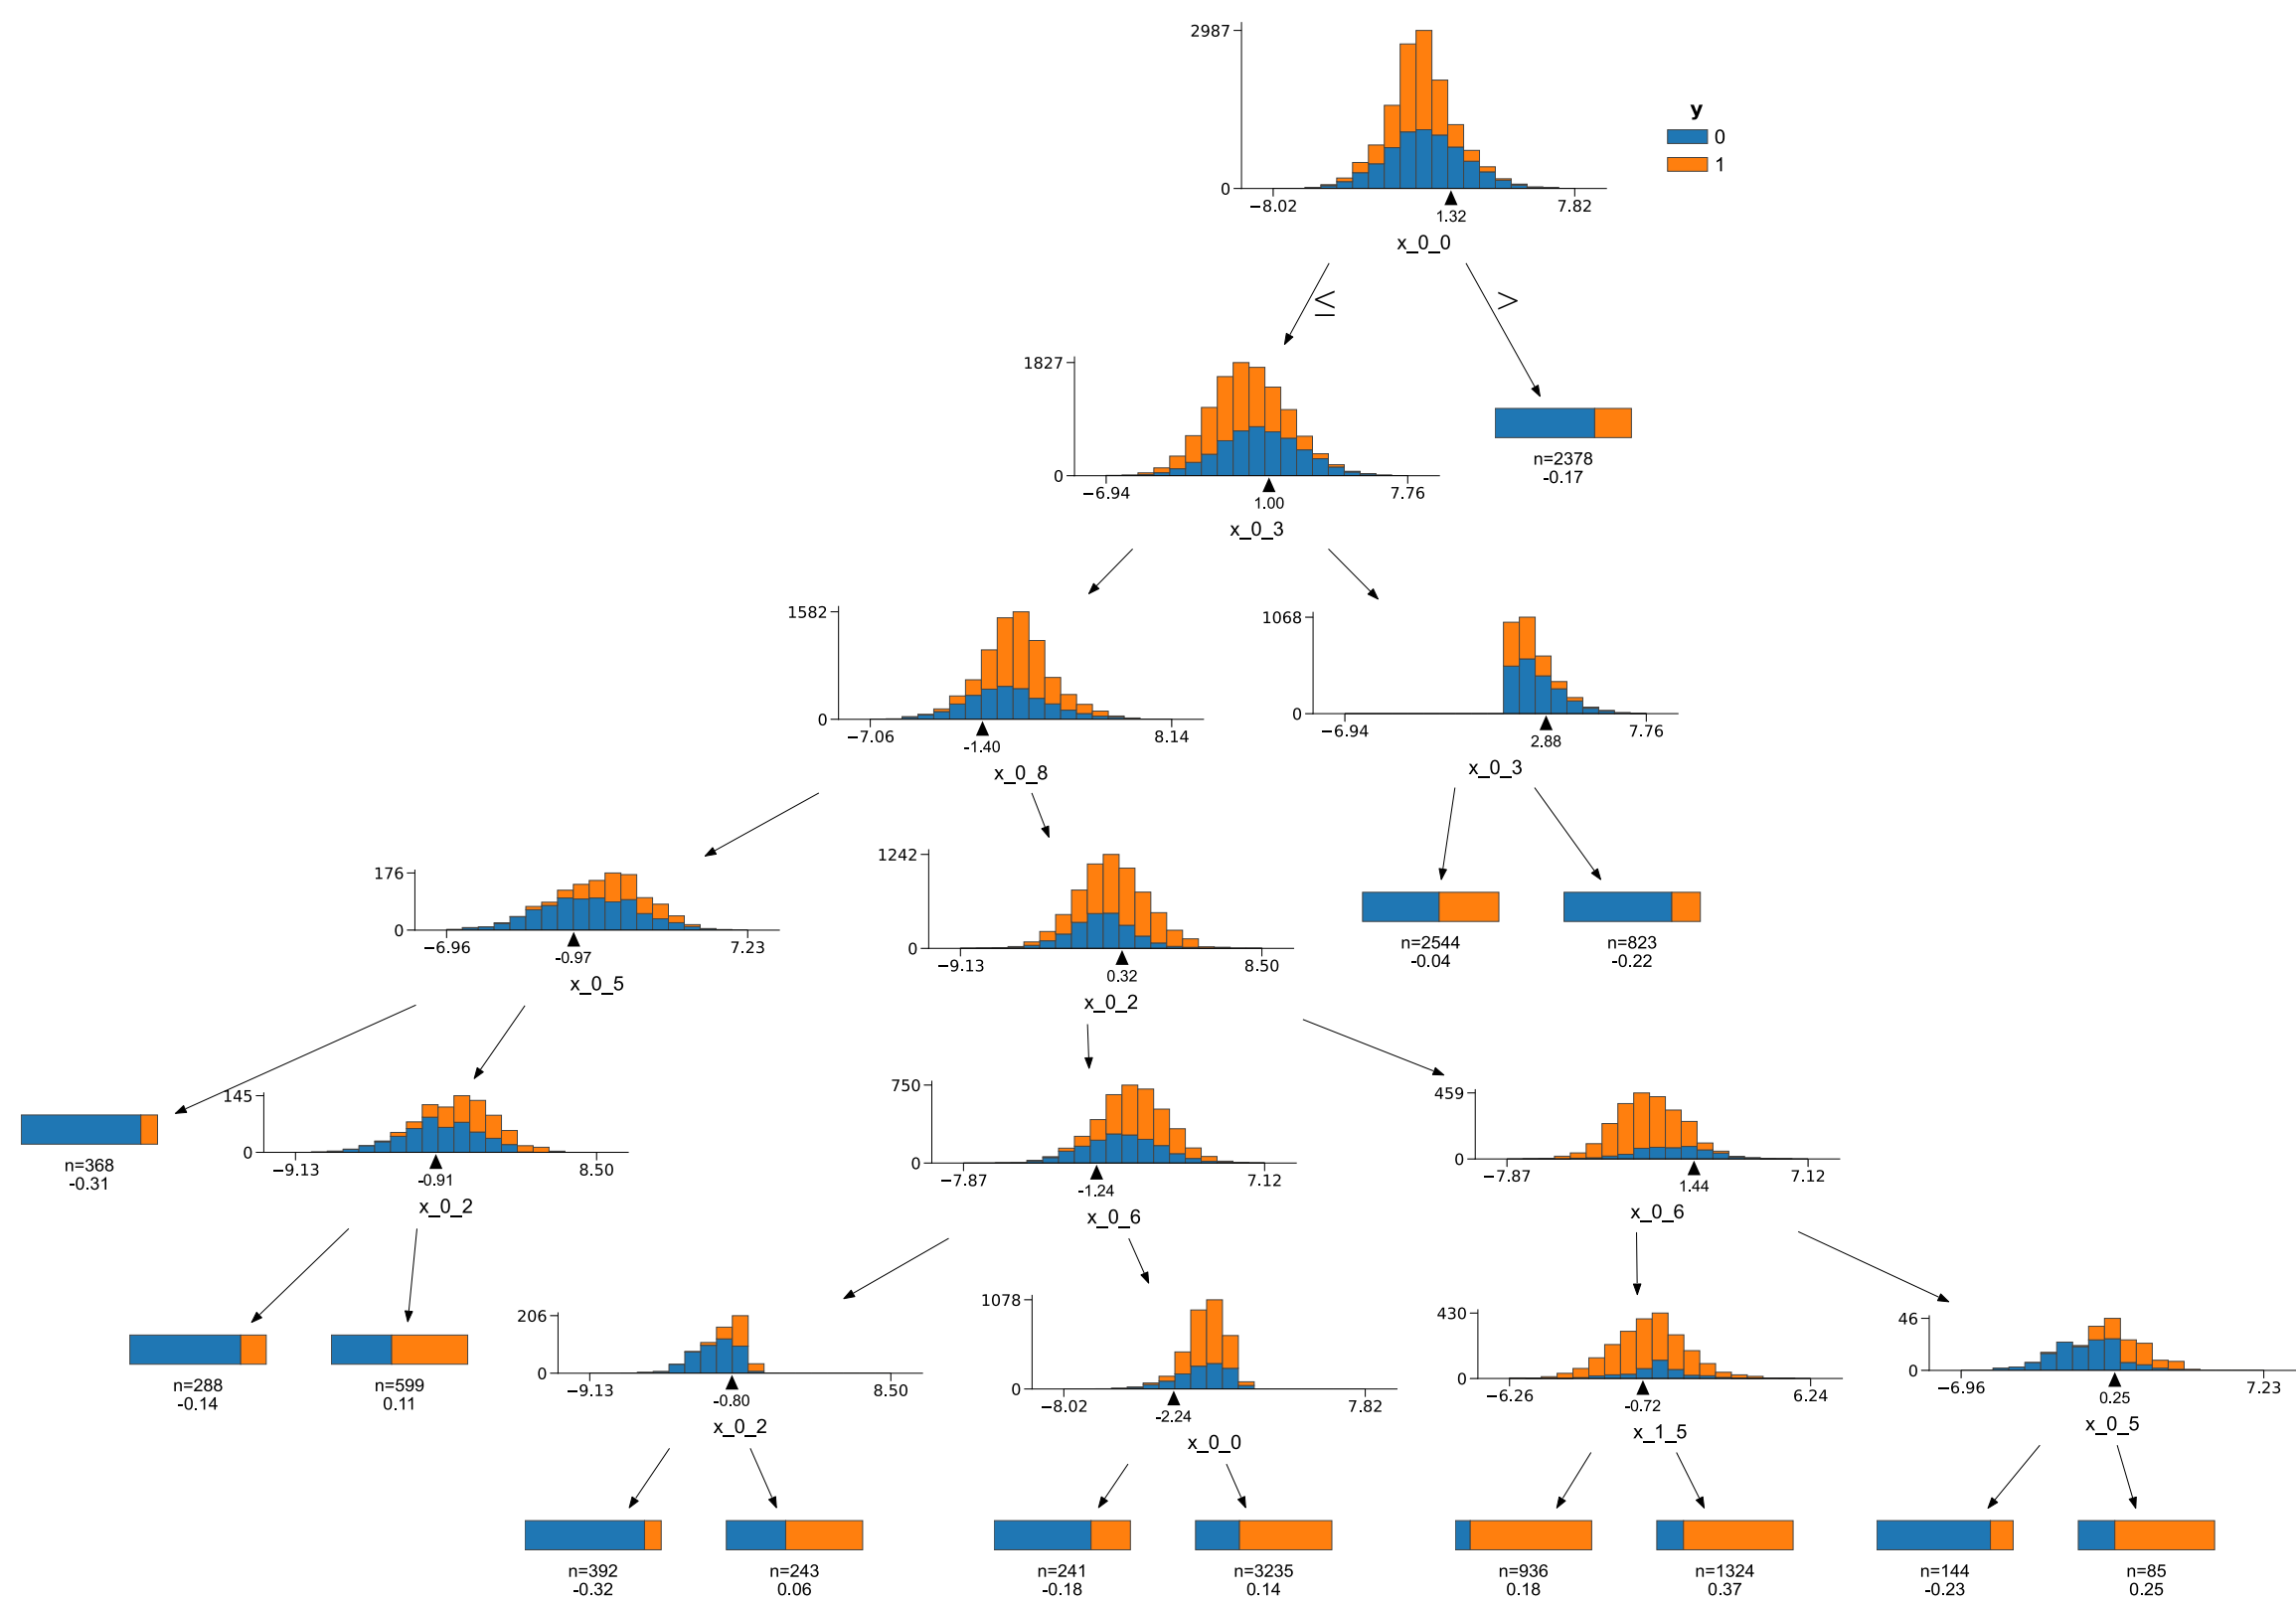 2987
0
−8.02
1.32
7.82
x_0_0
y
0
1
≤
>
1827
0
−6.94
1.00
7.76
x_0_3
n=2378
-0.17
1582
0
−7.06
-1.40
8.14
x_0_8
1068
0
−6.94
2.88
7.76
x_0_3
176
0
−6.96
-0.97
7.23
x_0_5
1242
0
−9.13
0.32
8.50
x_0_2
n=2544
-0.04
n=823
-0.22
n=368
-0.31
145
0
−9.13
-0.91
8.50
x_0_2
750
0
−7.87
-1.24
7.12
x_0_6
459
0
−7.87
1.44
7.12
x_0_6
n=288
-0.14
n=599
0.11
206
0
−9.13
-0.80
8.50
x_0_2
1078
0
−8.02
-2.24
7.82
x_0_0
430
0
−6.26
-0.72
6.24
x_1_5
46
0
−6.96
0.25
7.23
x_0_5
n=392
-0.32
n=243
0.06
n=241
-0.18
n=3235
0.14
n=936
0.18
n=1324
0.37
n=144
-0.23
n=85
0.25